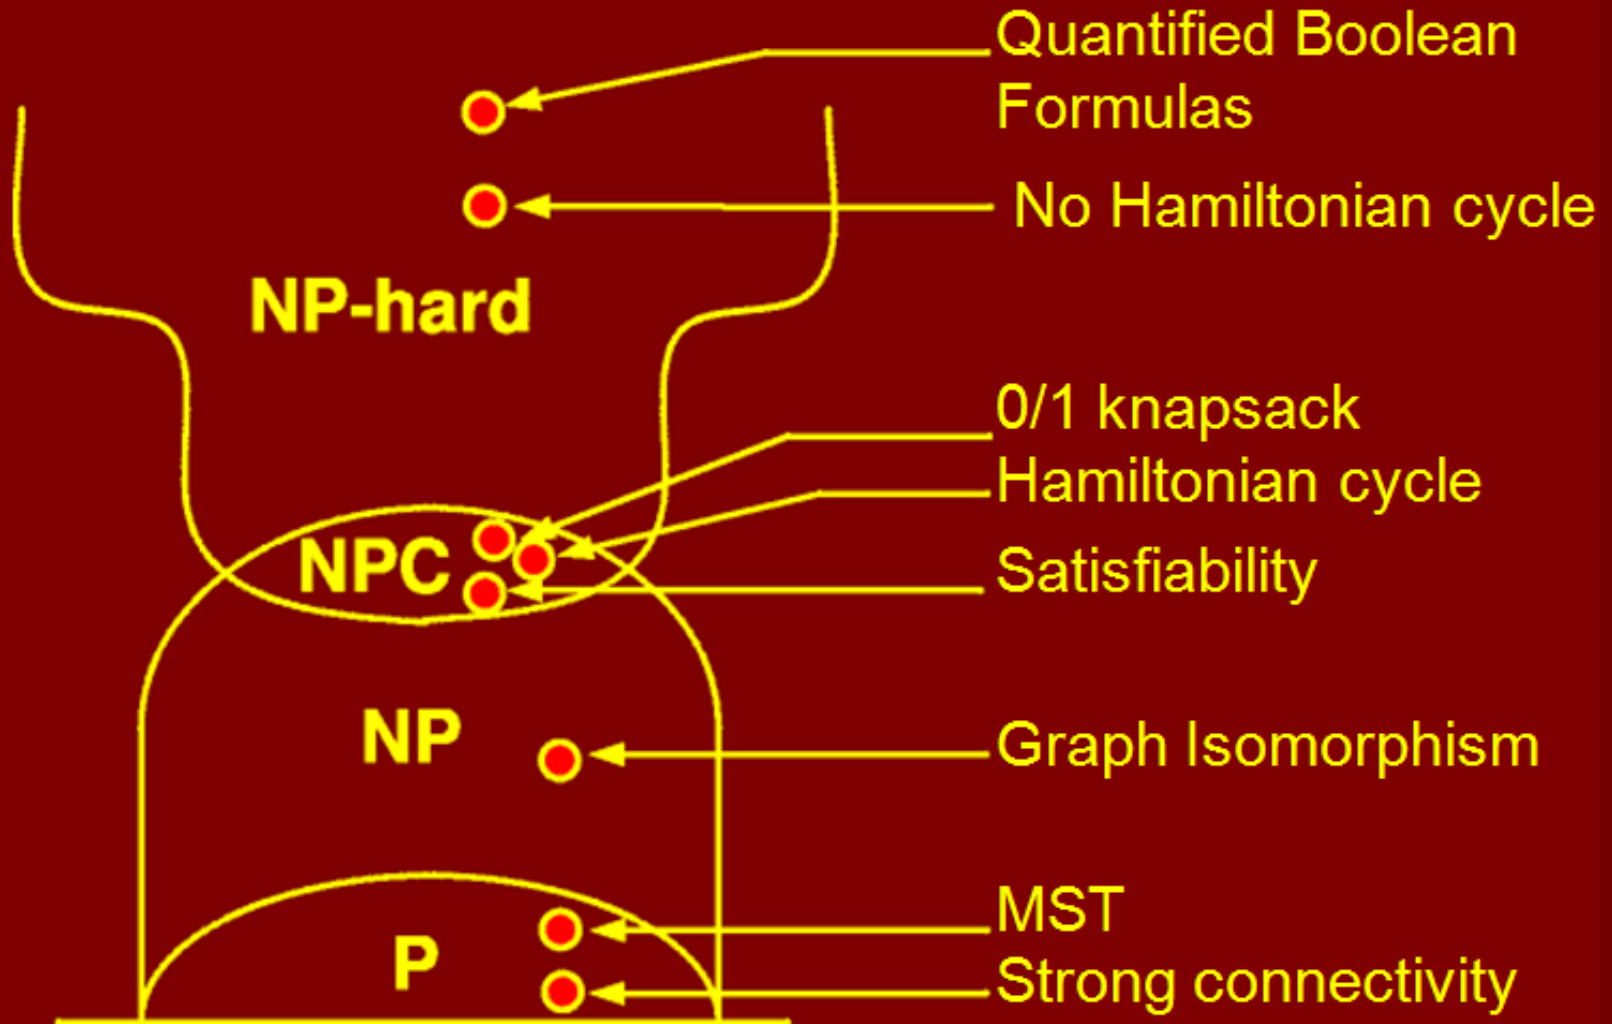 Quantified Boolean
Formulas
No Hamiltonian cycle
NP-hard
0/1 knapsack
Hamiltonian cycle
NPC
Satisfiability
NP
Graph Isomorphism
MST
P
Strong connectivity